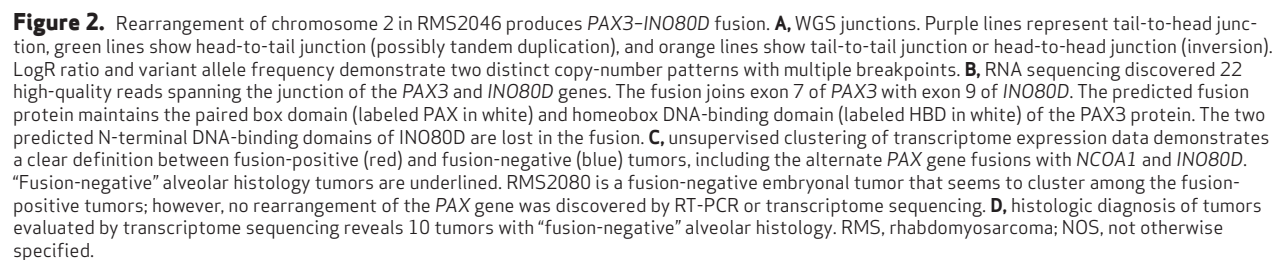 Figure 2. Rearrangement of chromosome 2 in RMS2046 produces PAX3–INO80D fusion. A, WGS junctions. Purple lines represent tail-to-head junc-
tion, green lines show head-to-tail junction (possibly tandem duplication), and orange lines show tail-to-tail junction or head-to-head junction (inversion).
LogR ratio and variant allele frequency demonstrate two distinct copy-number patterns with multiple breakpoints. B, RNA sequencing discovered 22
high-quality reads spanning the junction of the PAX3 and INO80D genes. The fusion joins exon 7 of PAX3 with exon 9 of INO80D. The predicted fusion
protein maintains the paired box domain (labeled PAX in white) and homeobox DNA-binding domain (labeled HBD in white) of the PAX3 protein. The two
predicted N-terminal DNA-binding domains of INO80D are lost in the fusion. C, unsupervised clustering of transcriptome expression data demonstrates
a clear definition between fusion-positive (red) and fusion-negative (blue) tumors, including the alternate PAX gene fusions with NCOA1 and INO80D.
"Fusion-negative" alveolar histology tumors are underlined. RMS2080 is a fusion-negative embryonal tumor that seems to cluster among the fusion-
positive tumors; however, no rearrangement of the PAX gene was discovered by RT-PCR or transcriptome sequencing. D, histologic diagnosis of tumors
evaluated by transcriptome sequencing reveals 10 tumors with "fusion-negative" alveolar histology. RMS, rhabdomyosarcoma; NOS, not otherwise
specified.